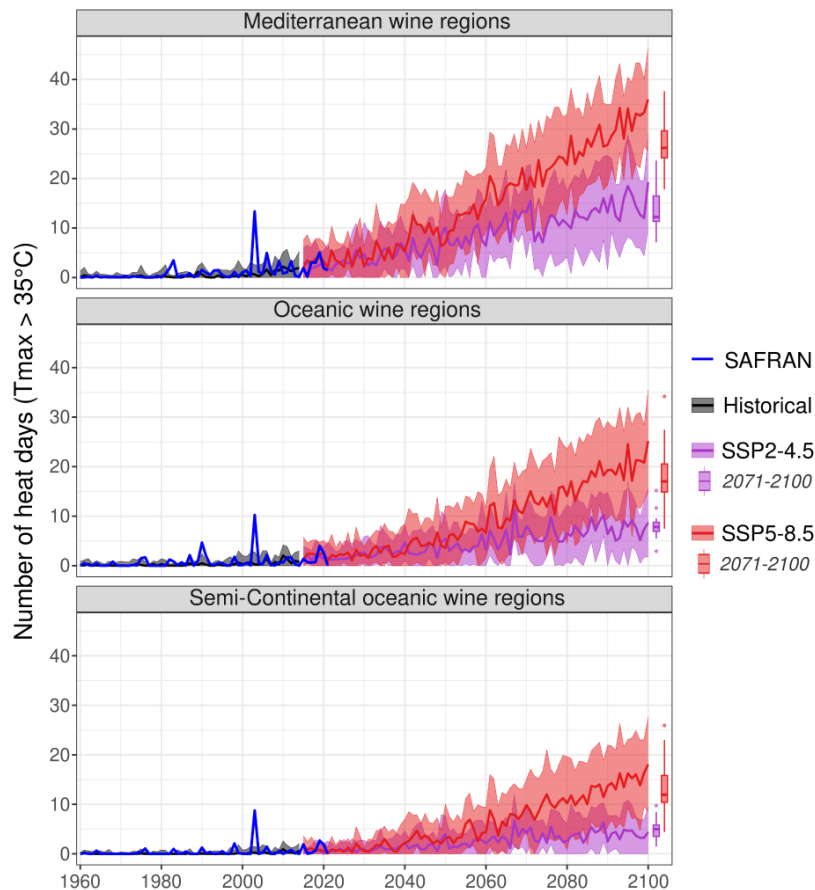 Mediterranean wine regions
40
30
20
10
0
Oceanic wine regions
40
30
20
10
0
Semi-Continental oceanic wine regions
40
30
20
10
0
1960 1980 2000 2020 2040 2060 2080 2100
Number of heat days (Tmax > 35°C)
SAFRAN
Historical
SSP2-4.5
2071-2100
SSP5-8.5
2071-2100